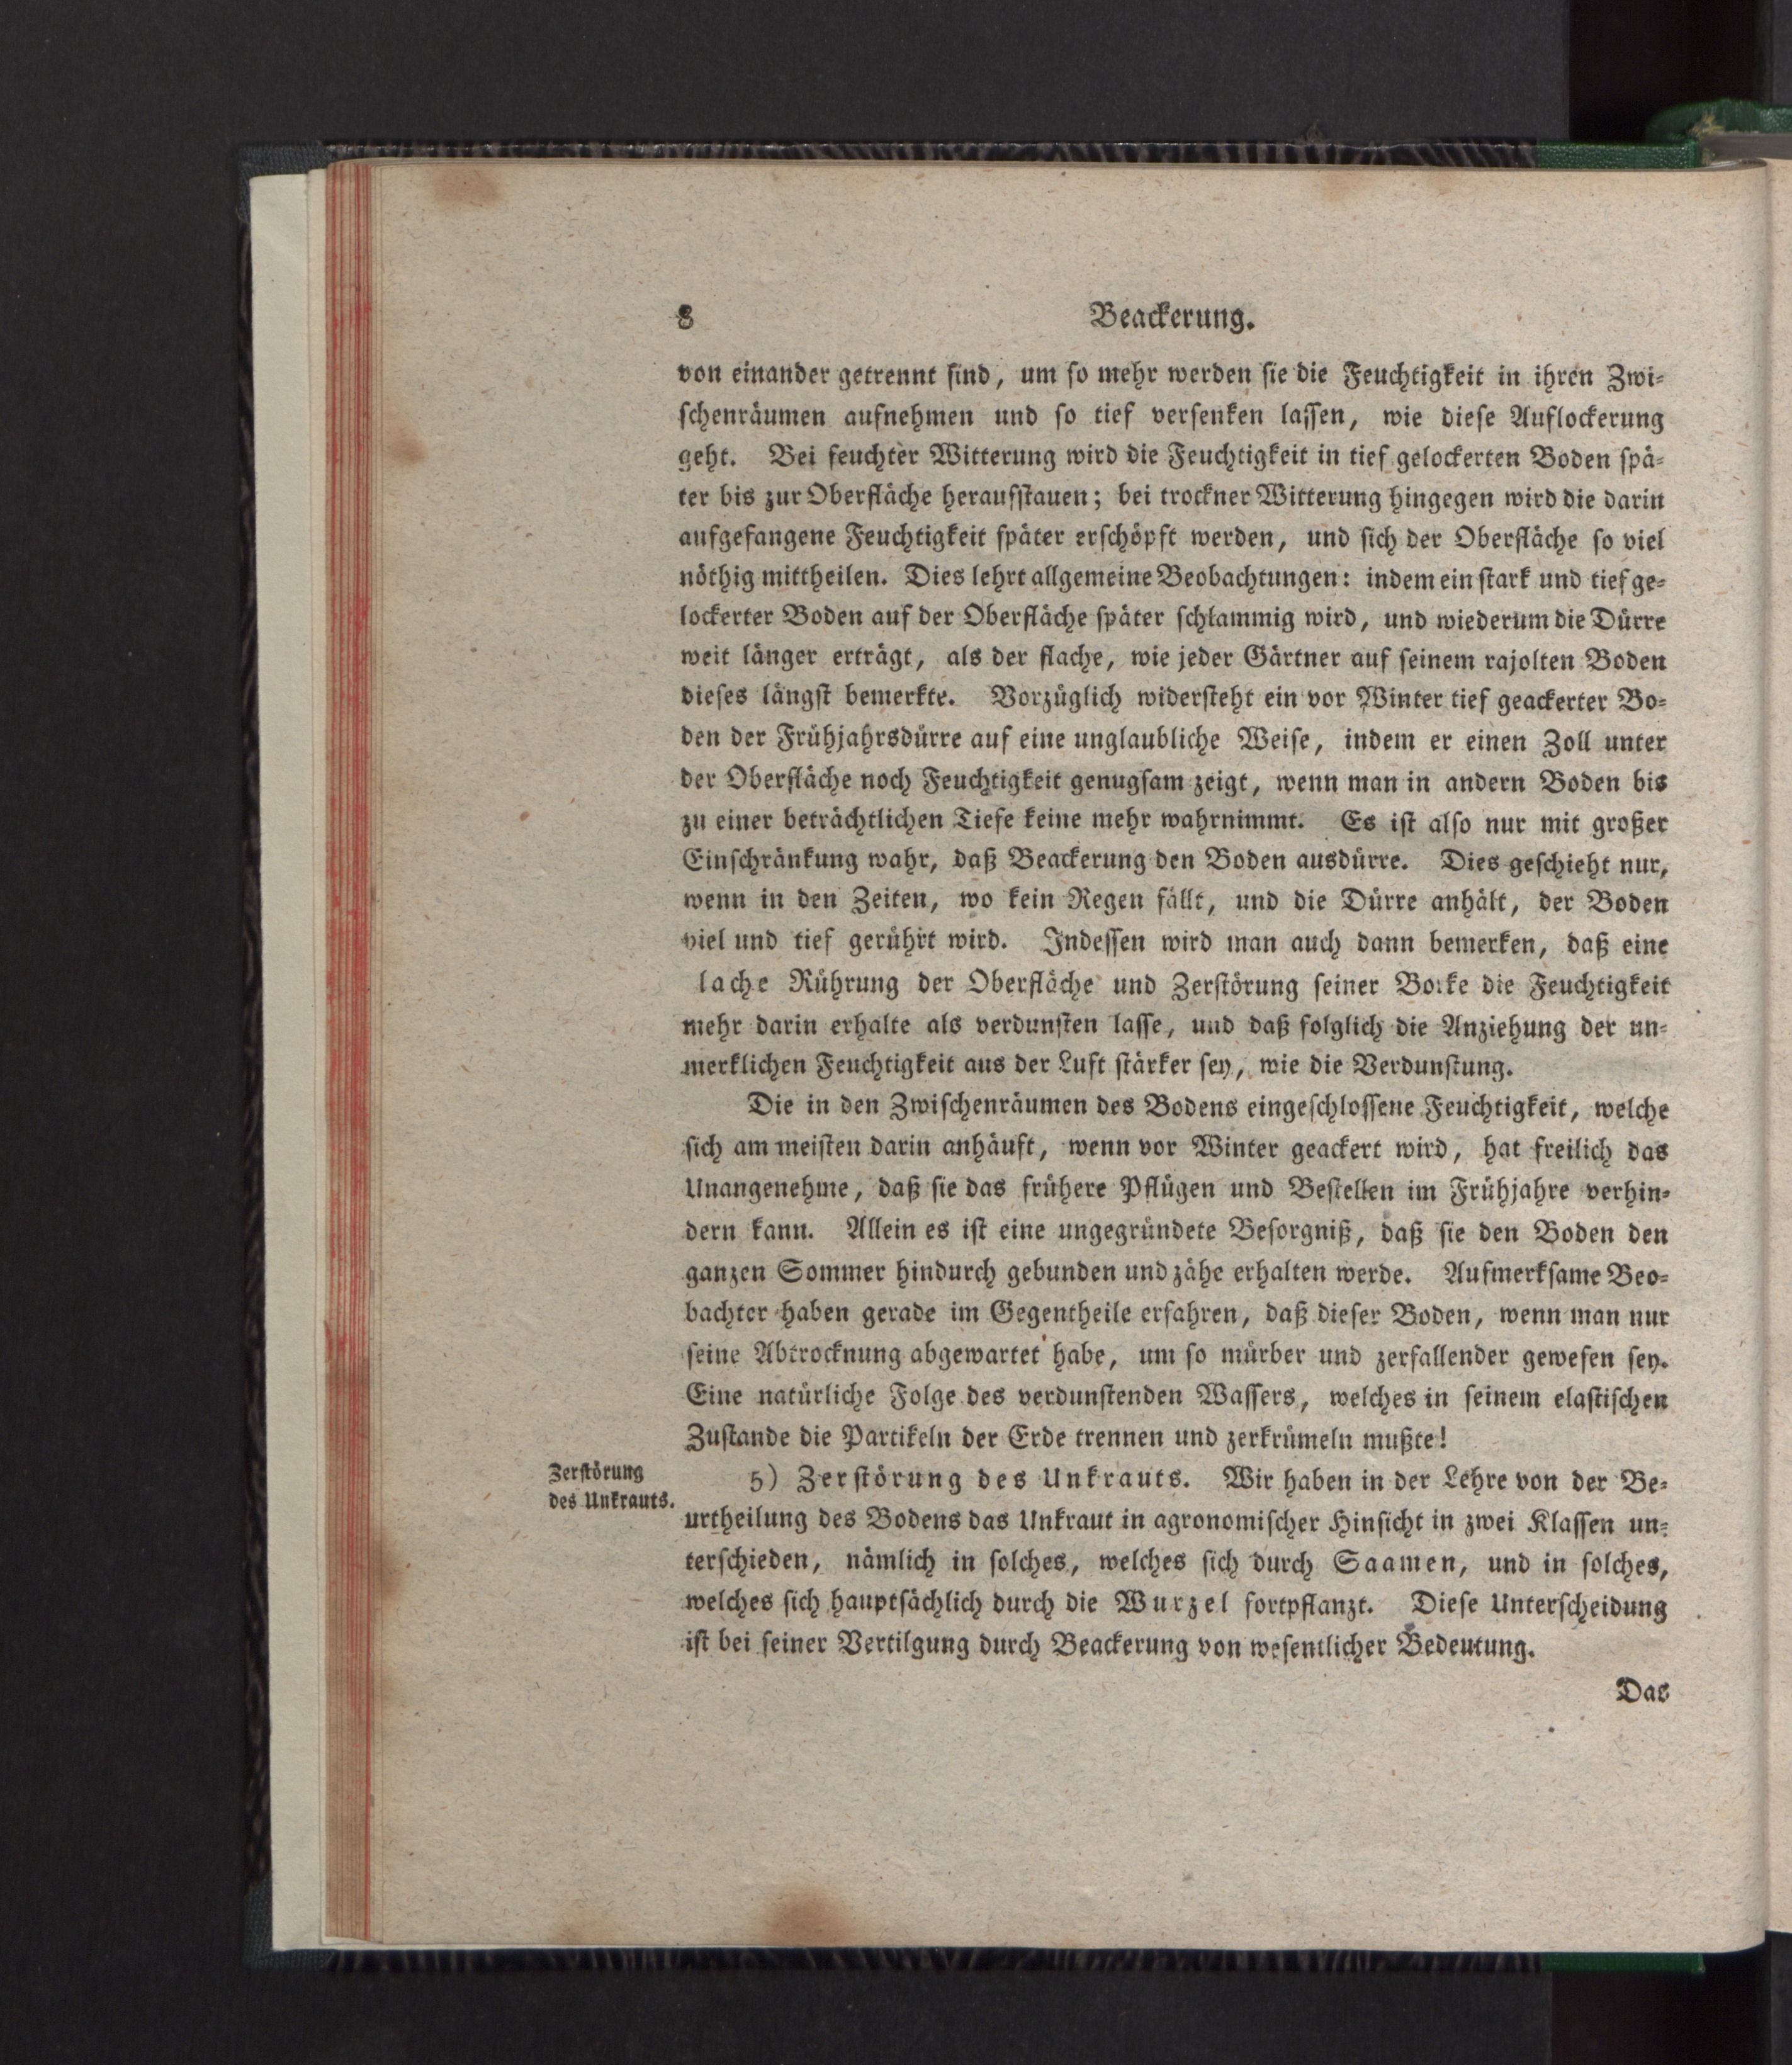 8 Beackerung.
von einander getrennt sind, um so mehr werden sie die Feuchtigkeit in ihren Zwi-
schenräumen aufnehmen und so tief versenken lassen, wie diese Auflockerung
geht. Bei feuchter Witterung wird die Feuchtigkeit in tief gelockerten Boden spä-
ter bis zur Oberfläche heraufstauen; bei trockner Witterung hingegen wird die darin
aufgefangene Feuchtigkeit später erschöpft werden, und sich der Oberfläche so viel
nöthig mittheilen. Dies lehrt allgemeine Beobachtungen: indem ein stark und tief ge-
lockerter Boden auf der Oberfläche später schlammig wird, und wiederum die Dürre
weit länger erträgt, als der flache, wie jeder Gärtner auf seinem rajolten Boden
dieses längst bemerkte. Vorzüglich widersteht ein vor Winter tief geackerter Bo-
den der Frühjahrsdürre auf eine unglaubliche Weise, indem er einen Zoll unter
der Oberfläche noch Feuchtigkeit genugsam zeigt, wenn man in andern Boden bis
zu einer beträchtlichen Tiefe keine mehr wahrnimmt. Es ist also nur mit großer
Einschränkung wahr, daß Beackerung den Boden ausdürre. Dies geschieht nur,
wenn in den Zeiten, wo kein Regen fällt, und die Dürre anhält, der Boden
viel und tief gerührt wird. Indessen wird man auch dann bemerken, daß eine
lache Rührung der Oberfläche und Zerstörung seiner Borke die Feuchtigkeit
mehr darin erhalte als verdunsten lasse, und daß folglich die Anziehung der un-
merklichen Feuchtigkeit aus der Luft stärker sey, wie die Verdunstung.
Die in den Zwischenräumen des Bodens eingeschlossene Feuchtigkeit, welche
sich am meisten darin anhäuft, wenn vor Winter geackert wird, hat freilich das
Unangenehme, daß sie das frühere Pflügen und Bestellen im Frühjahre verhin-
dern kann. Allein es ist eine ungegründete Besorgniß, daß sie den Boden den
ganzen Sommer hindurch gebunden und zähe erhalten werde. Aufmerksame Beo-
bachter haben gerade im Gegentheile erfahren, daß dieser Boden, wenn man nur
seine Abtrocknung abgewartet habe, um so mürber und zerfallender gewesen sey.
Eine natürliche Folge des verdunstenden Wassers, welches in seinem elastischen
Zustande die Partikeln der Erde trennen und zerkrümeln mußte!
Zerstörung
des Unkrauts.
5) Zerstörung des Unkrauts. Wir haben in der Lehre von der Be-
urtheilung des Bodens das Unkraut in agronomischer Hinsicht in zwei Klassen un-
terschieden, nämlich in solches, welches sich durch Saamen, und in solches,
welches sich hauptsächlich durch die Wurzel fortpflanzt. Diese Unterscheidung
ist bei seiner Vertilgung durch Beackerung von wesentlicher Bedeutung.
Das